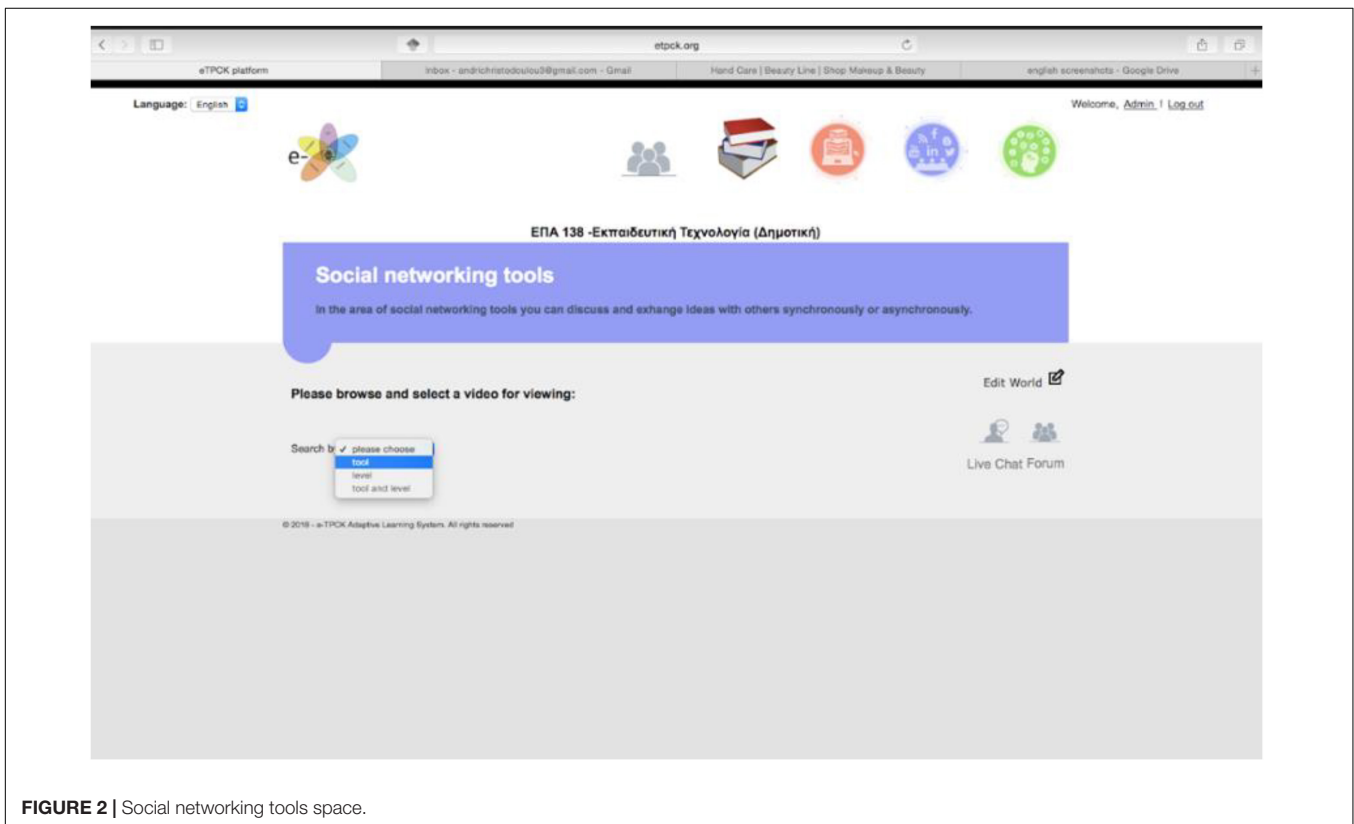 etpck.org
eTPCK platform
Inbox - andrichristodoulou3@gmail.com - Gmail
Hand Care | Beauty Line | Shop Makeup & Beauty
english screenshots - Google Drive
Language: English
Welcome, Admin | Log out
e-
ΕΠΑ 138 -Εκπαιδευτική Τεχνολογία (Δημοτική)
Social networking tools
In the area of social networking tools you can discuss and exhange ideas with others synchronously or asynchronously.
Edit World
Please browse and select a video for viewing:
Search b ✓ please choose
tool
level
tool and level
Live Chat Forum
© 2018 - e-TPCK Adaptive Learning System. All rights reserved
FIGURE 2 | Social networking tools space.